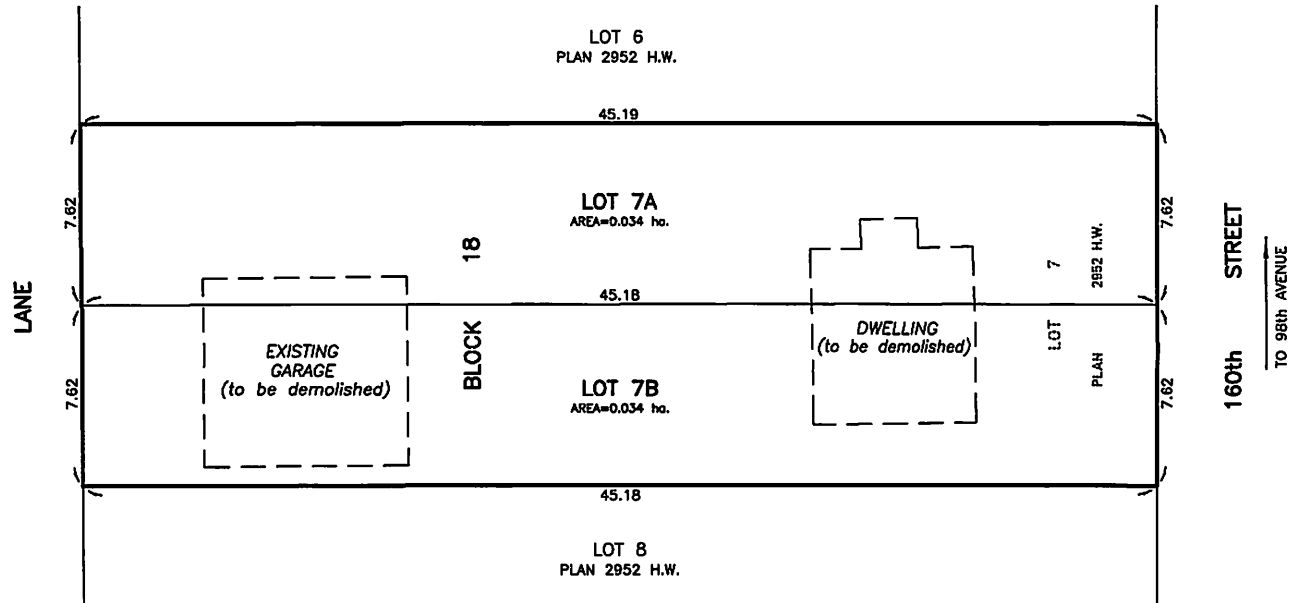 LOT 6
PLAN 2952 H.W.
45.19
7.62
LOT 7A
AREA=0.034 ha.
7.62
LANE
BLOCK 18
45.18
LOT 7
PLAN 2952 H.W.
160th STREET
TO 98th AVENUE
EXISTING
GARAGE
(to be demolished)
DWELLING
(to be demolished)
7.62
LOT 7B
AREA=0.034 ha.
7.62
45.18
LOT 8
PLAN 2952 H.W.